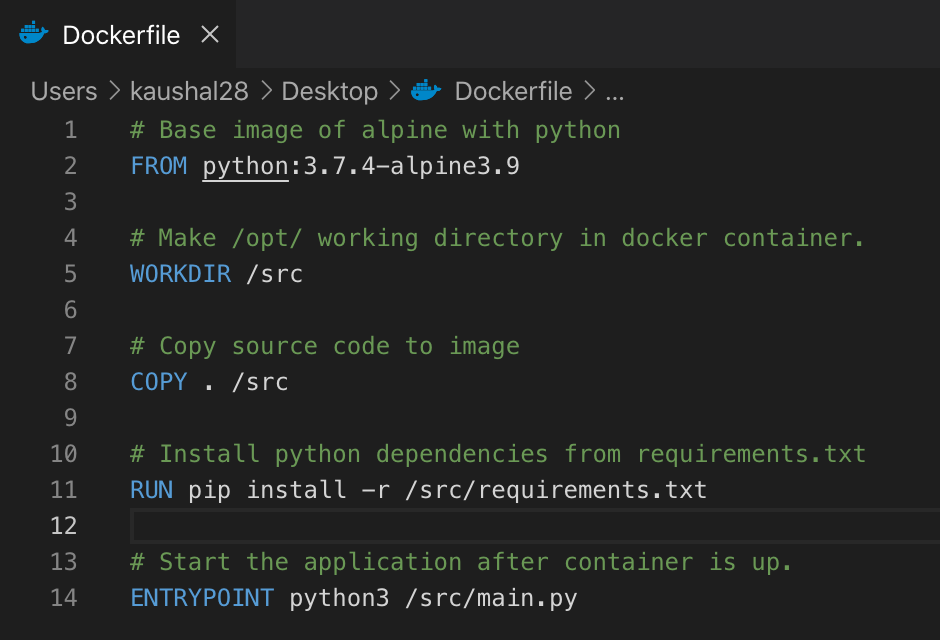 Dockerfile ×
Users > kaushal28 > Desktop > Dockerfile > ...
1 # Base image of alpine with python
2 FROM python:3.7.4-alpine3.9
3
4 # Make /opt/ working directory in docker container.
5 WORKDIR /src
6
7 # Copy source code to image
8 COPY . /src
9
10 # Install python dependencies from requirements.txt
11 RUN pip install -r /src/requirements.txt
12
13 # Start the application after container is up.
14 ENTRYPOINT python3 /src/main.py